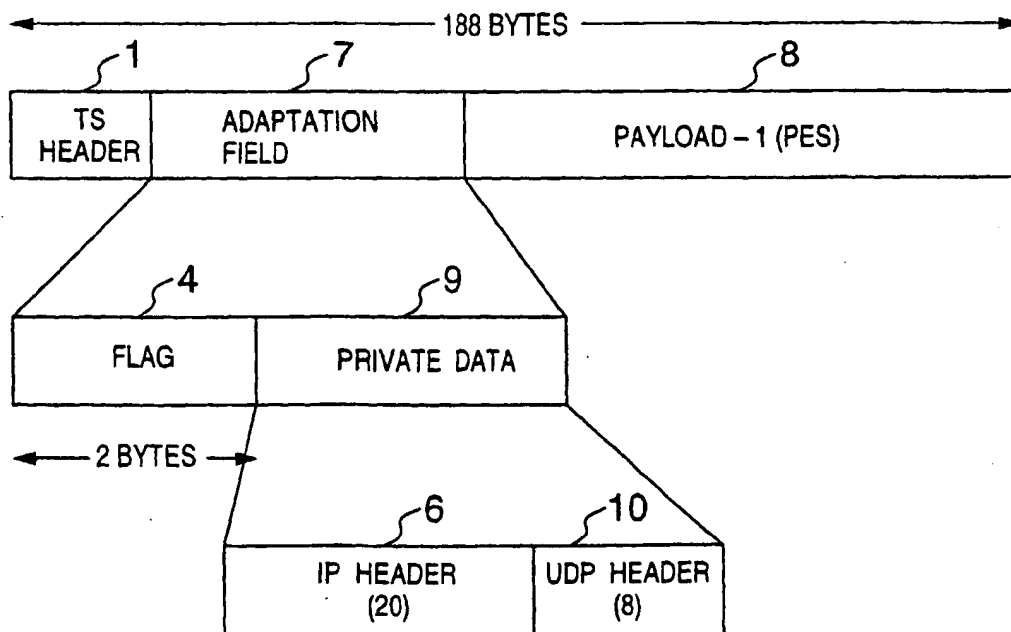 188 BYTES
1 7 8
TS HEADER
ADAPTATION FIELD
PAYLOAD-1 (PES)
4 9
FLAG
PRIVATE DATA
2 BYTES
6 10
IP HEADER (20)
UDP HEADER (8)